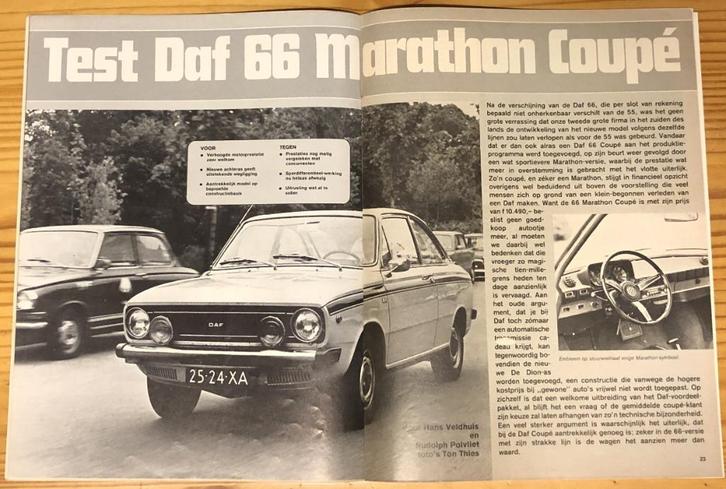 Test Daf 66 Marathon Coupé
VOOR
• Verhoogde motorprestatie
zeer welkom
• Nieuwe achteras geeft
uitstekende wegligging
• Aantrekkelijk model op
beproefde
constructiebasis
TEGEN
• Prestaties nog matig
vergeleken met
concurrenten
• Sperdifferentieel-werking
nu helaas afwezig
• Uitrusting wat al te
sober
DAF
25-24-XA
Hans Veldhuis
en
Rudolph Polvliet
foto's Ton Thies
Na de verschijning van de Daf 66, die per slot van rekening
bepaald niet onherkenbaar verschilt van de 55, was het geen
grote verrassing dat onze tweede grote firma in het zuiden des
lands de ontwikkeling van het nieuwe model volgens dezelfde
lijnen zou laten verlopen als voor de 55 was gebeurd. Vandaar
dat er dan ook alras een Daf 66 Coupé aan het produktie-
programma werd toegevoegd, op zijn beurt weer gevolgd door
een wat sportievere Marathon-versie, waarbij de prestatie wat
meer in overstemming is gebracht met het vlotte uiterlijk.
Zo'n coupé, en zéker een Marathon, stijgt in financieel opzicht
overigens wel beduidend uit boven de voorstelling die veel
mensen zich op grond van een klein-begonnen verleden van
een Daf maken. Want de 66 Marathon Coupé is met zijn prijs
van f 10.490,– be-
slist geen goed-
koop autootje
meer, al moeten
we daarbij wel
bedenken dat die
vroeger zo magi-
sche tien-mille-
grens heden ten
dage aanzienlijk
is vervaagd. Aan
het oude argu-
ment, dat je bij
Daf toch zómaar
een automatische
transmissie ca-
deau krijgt, kan
tegenwoordig bo-
vendien de nieu-
we De Dion-as
worden toegevoegd, een constructie die vanwege de hogere
kostprijs bij „gewone" auto's vrijwel niet wordt toegepast. Op
zichzelf is dat een welkome uitbreiding van het Daf-voordeel-
pakket, al blijft het een vraag of de gemiddelde coupé-klant
zijn keuze zal laten afhangen van zo'n technische bijzonderheid.
Een veel sterker argument is waarschijnlijk het uiterlijk, dat
bij de Daf Coupé aantrekkelijk genoeg is; zeker in de 66-versie
met zijn strakke lijn is de wagen het aanzien meer dan
waard.
Embleem op stuurwielnaaf enige Marathon-symbool.
23